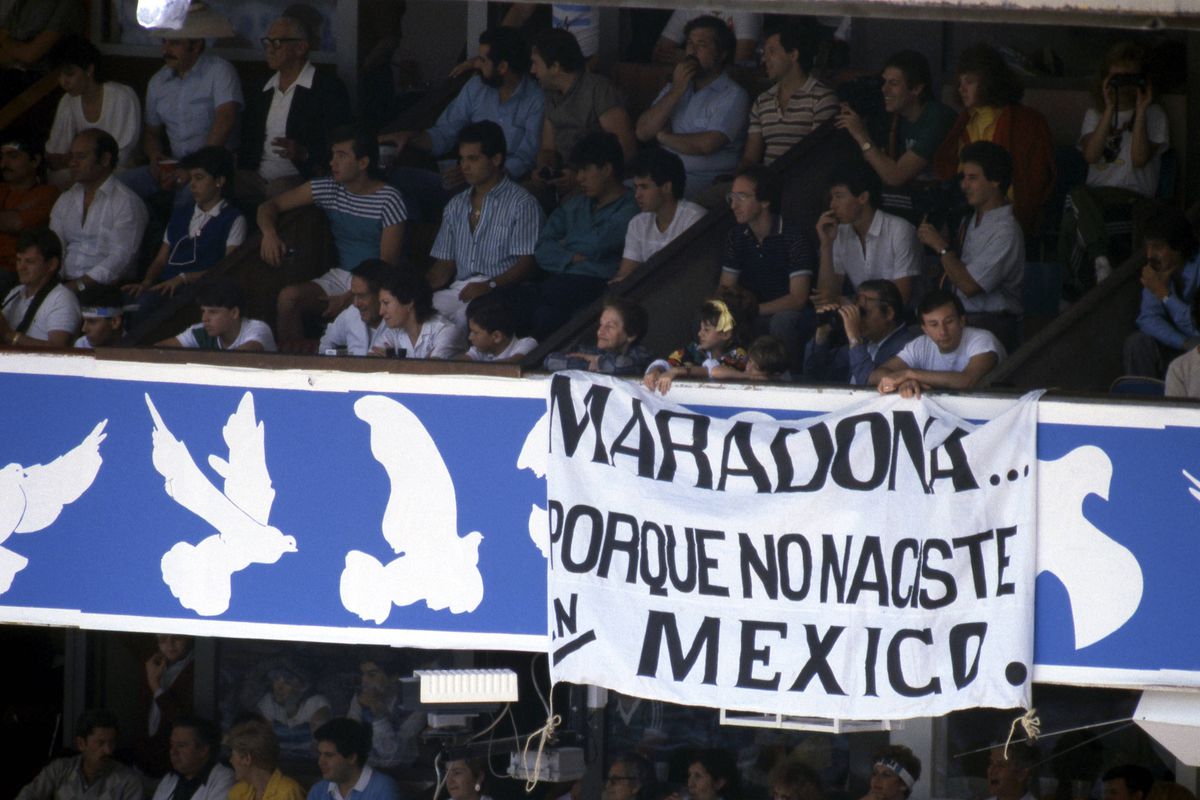 MARADONA...
PORQUE NO NACISTE
EN MEXICO.